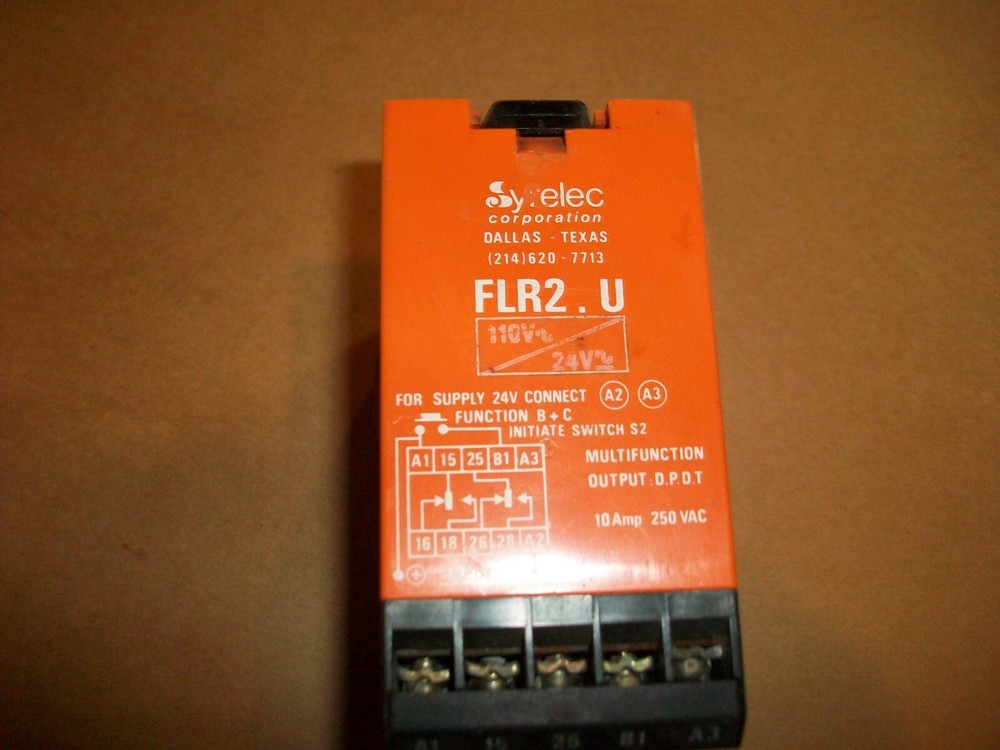 Syrelec
corporation
DALLAS - TEXAS
(214)620-7713
FLR2.U
110V~
24V≂
FOR SUPPLY 24V CONNECT A2 A3
FUNCTION B+C
INITIATE SWITCH S2
A1 15 25 B1 A3
MULTIFUNCTION
OUTPUT:D.P.D.T
10Amp 250 VAC
16 18 26 28 A2
+
A1 15 25 B1 A3